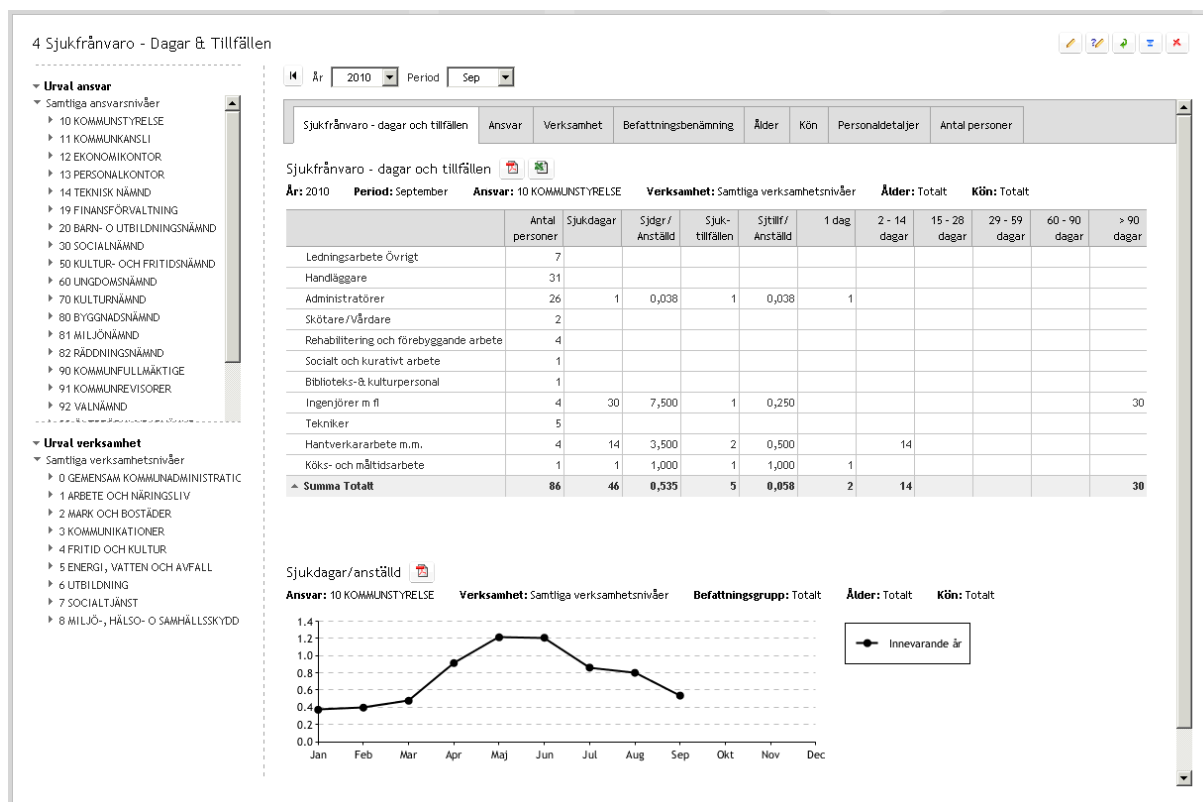 4 Sjukfrånvaro - Dagar & Tillfällen
Urval ansvar
Samtliga ansvarsnivåer
10 KOMMUNSTYRELSE
11 KOMMUNKANSLI
12 EKONOMIKONTOR
13 PERSONALKONTOR
14 TEKNISK NÄMND
19 FINANSFÖRVALTNING
20 BARN- O UTBILDNINGSNÄMND
30 SOCIALNÄMND
50 KULTUR- OCH FRITIDSNÄMND
60 UNGDOMSNÄMND
70 KULTURNÄMND
80 BYGGNADSNÄMND
81 MILJÖNÄMND
82 RÄDDNINGSNÄMND
90 KOMMUNFULLMÄKTIGE
91 KOMMUNREVISORER
92 VALNÄMND
Urval verksamhet
Samtliga verksamhetsnivåer
0 GEMENSAM KOMMUNADMINISTRATIC
1 ARBETE OCH NÄRINGSLIV
2 MARK OCH BOSTÄDER
3 KOMMUNIKATIONER
4 FRITID OCH KULTUR
5 ENERGI, VATTEN OCH AVFALL
6 UTBILDNING
7 SOCIALTJÄNST
8 MILJÖ-, HÄLSO- O SAMHÄLLSSKYDD
År 2010 Period Sep
Sjukfrånvaro - dagar och tillfällen Ansvar Verksamhet Befattningsbenämning Ålder Kön Personaldetaljer Antal personer
Sjukfrånvaro - dagar och tillfällen
År: 2010 Period: September Ansvar: 10 KOMMUNSTYRELSE Verksamhet: Samtliga verksamhetsnivåer Ålder: Totalt Kön: Totalt
Antal Sjukdagar Sjdgr/ Sjuk- Sjtillf/ 1 dag 2 - 14 15 - 28 29 - 59 60 - 90 > 90
personer Anställd tillfällen Anställd dagar dagar dagar dagar dagar
Ledningsarbete Övrigt 7
Handläggare 31
Administratörer 26 1 0,038 1 0,038 1
Skötare/Vårdare 2
Rehabilitering och förebyggande arbete 4
Socialt och kurativt arbete 1
Biblioteks-& kulturpersonal 1
Ingenjörer m fl 4 30 7,500 1 0,250 30
Tekniker 5
Hantverkararbete m.m. 4 14 3,500 2 0,500 14
Köks- och måltidsarbete 1 1 1,000 1 1,000 1
Summa Totalt 86 46 0,535 5 0,058 2 14 30
Sjukdagar/anställd
Ansvar: 10 KOMMUNSTYRELSE Verksamhet: Samtliga verksamhetsnivåer Befattningsgrupp: Totalt Ålder: Totalt Kön: Totalt
1.4
1.2
1.0
0.8
0.6
0.4
0.2
0.0
Jan Feb Mar Apr Maj Jun Jul Aug Sep Okt Nov Dec
Innevarande år